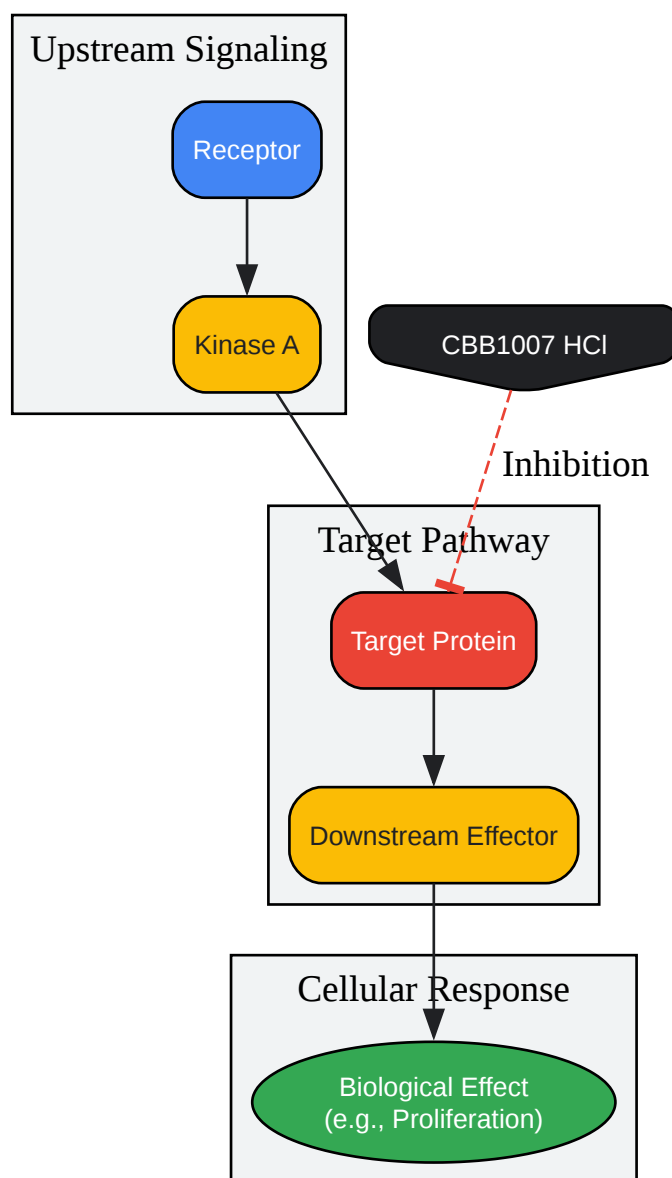 Upstream Signaling
Receptor
Kinase A
CBB1007 HCl
Inhibition
Target Pathway
Target Protein
Downstream Effector
Cellular Response
Biological Effect
(e.g., Proliferation)